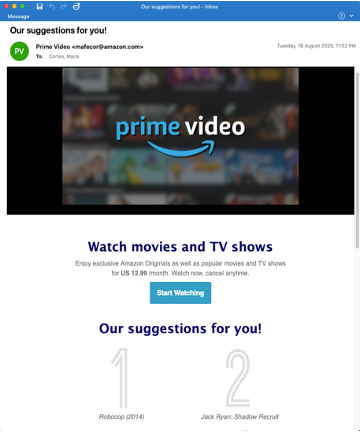 Our suggestions for you! - Inbox
Message
Our suggestions for you!
PV
Prime Video <mafecor@amazon.com>
Tuesday, 18 August 2020, 11:02 PM
To: Cortes, Maria
prime video
Watch movies and TV shows
Enjoy exclusive Amazon Originals as well as popular movies and TV shows
for US 12.99 /month. Watch now, cancel anytime.
Start Watching
Our suggestions for you!
1 2
Robocop (2014) Jack Ryan: Shadow Recruit